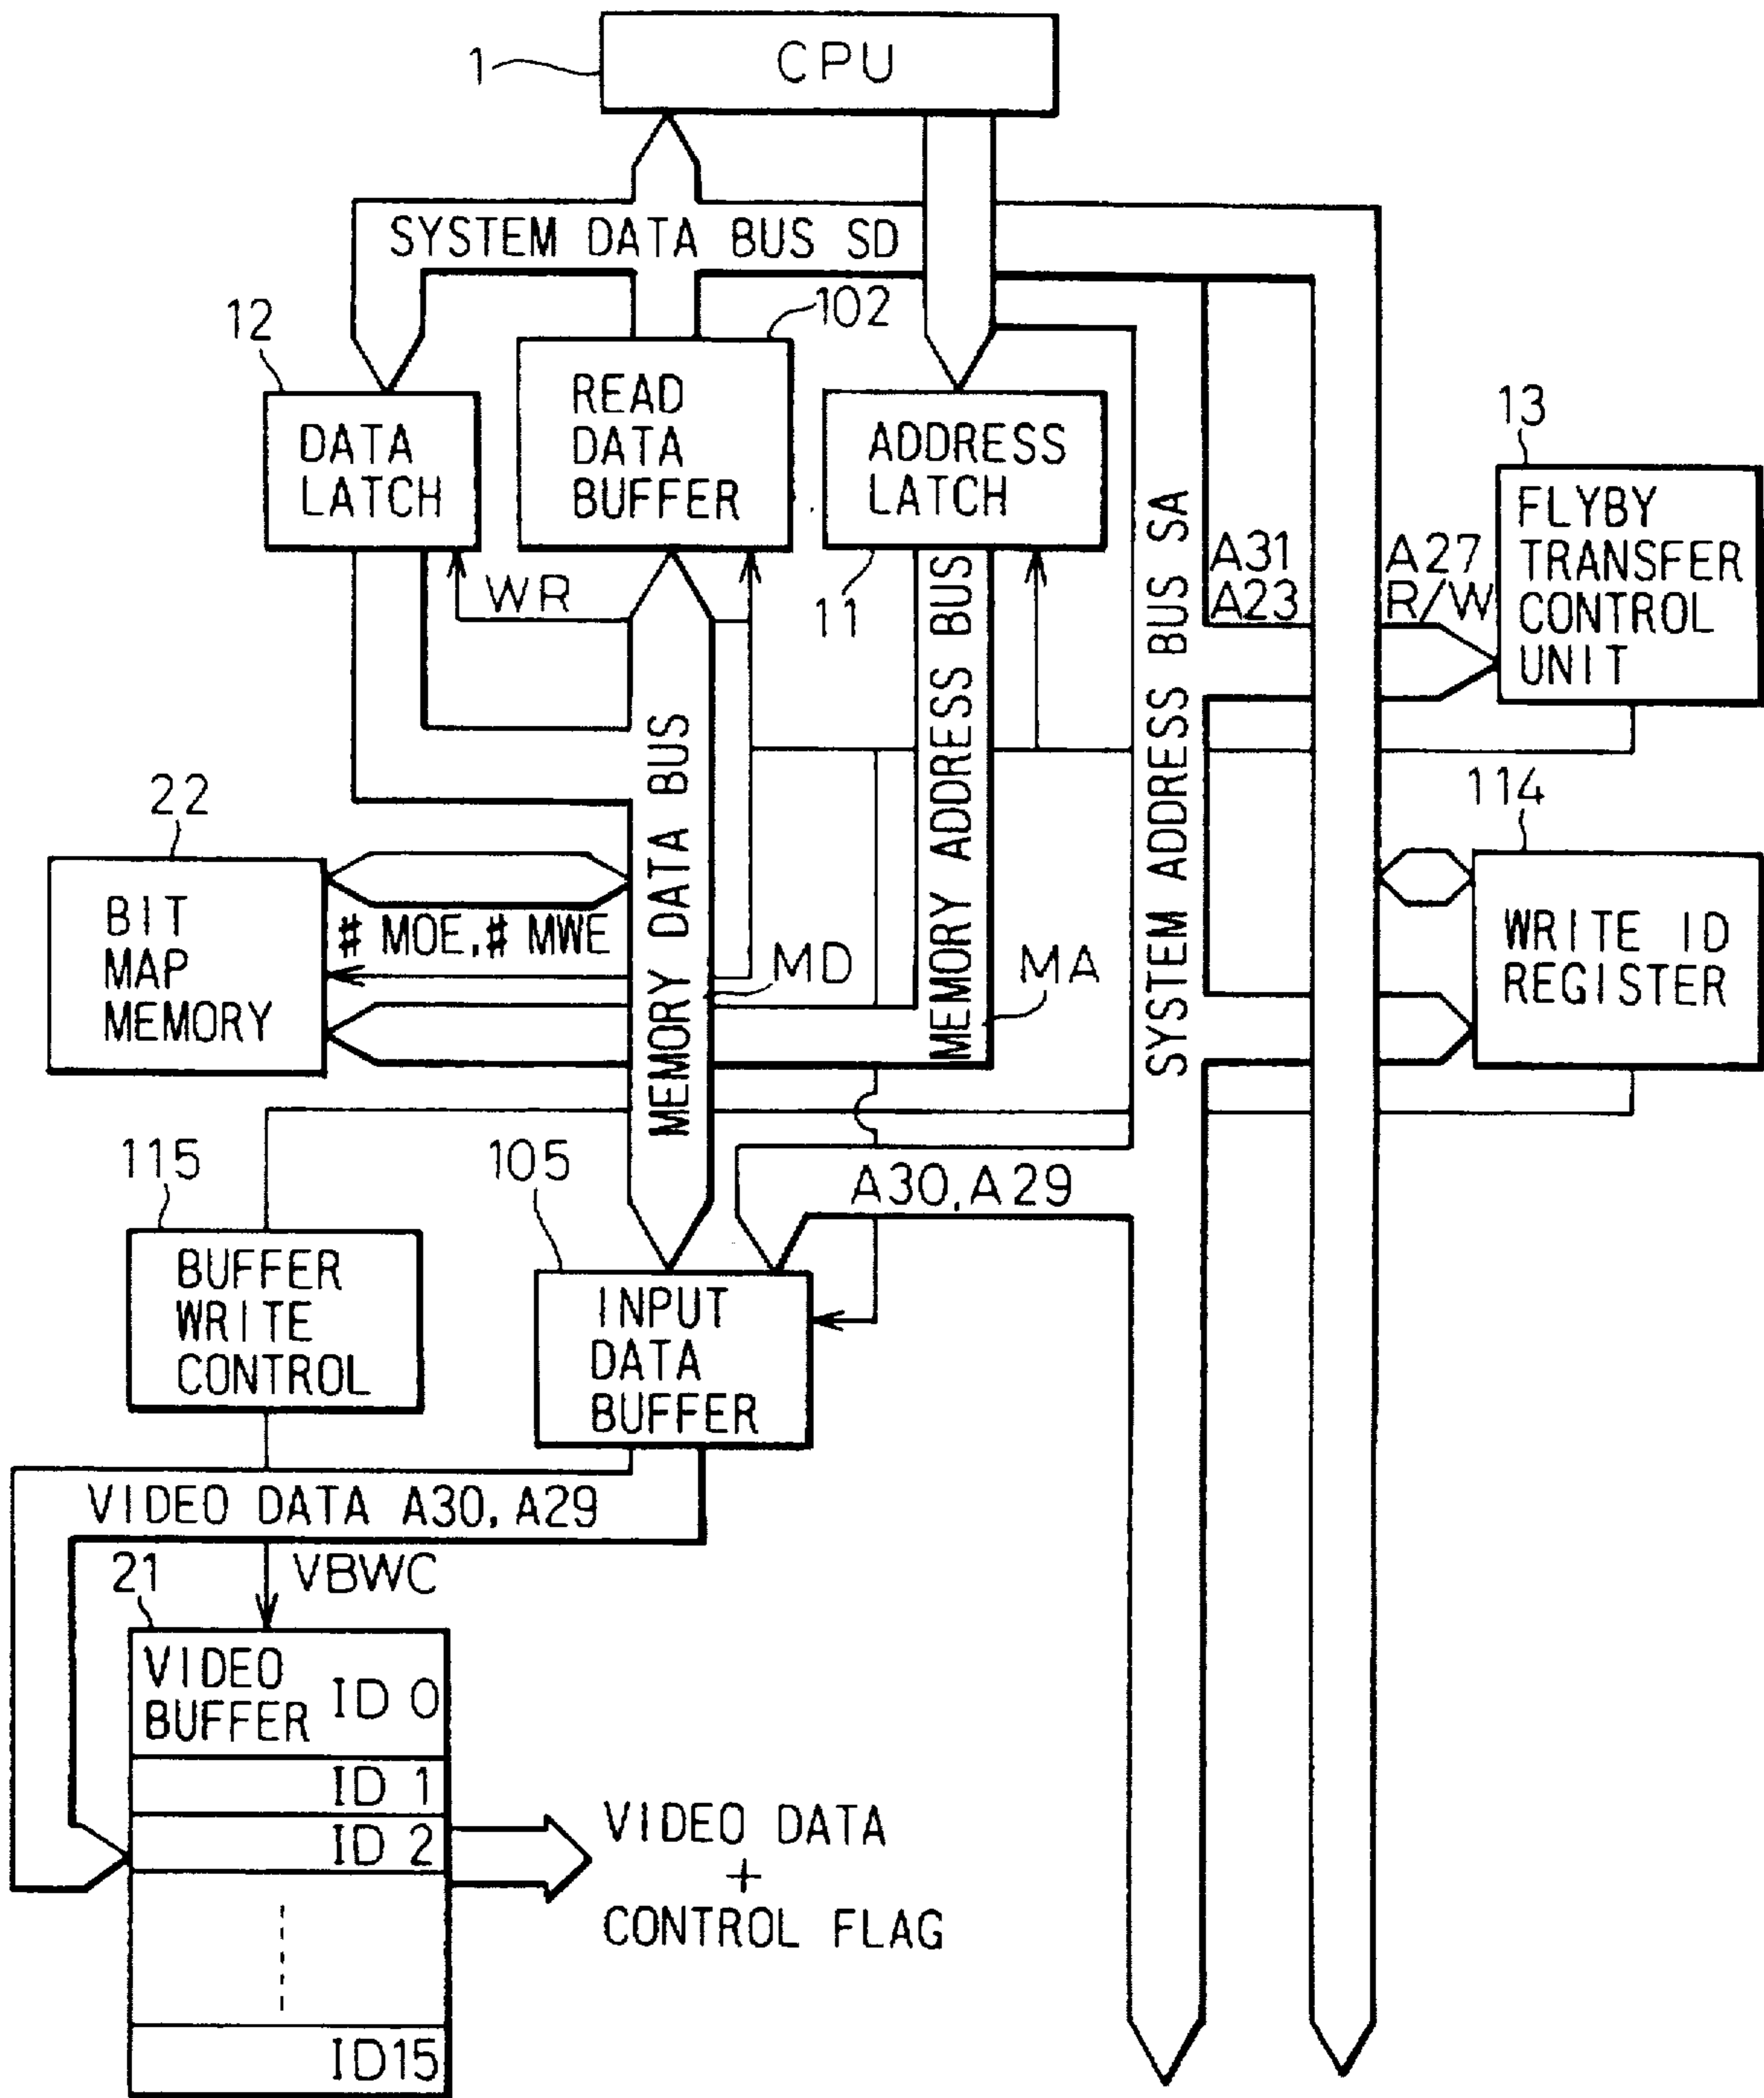 1
CPU
SYSTEM DATA BUS SD
12
102
DATA
LATCH
READ
DATA
BUFFER
ADDRESS
LATCH
13
FLYBY
TRANSFER
CONTROL
UNIT
WR
11
A31
A23
A27
R/W
SYSTEM ADDRESS BUS SA
MEMORY ADDRESS BUS
MEMORY DATA BUS
22
BIT
MAP
MEMORY
# MOE,# MWE
MD
MA
114
WRITE ID
REGISTER
115
105
A30,A29
BUFFER
WRITE
CONTROL
INPUT
DATA
BUFFER
VIDEO DATA A30,A29
21
VBWC
VIDEO
BUFFER
ID 0
ID 1
ID 2
ID15
VIDEO DATA
+
CONTROL FLAG